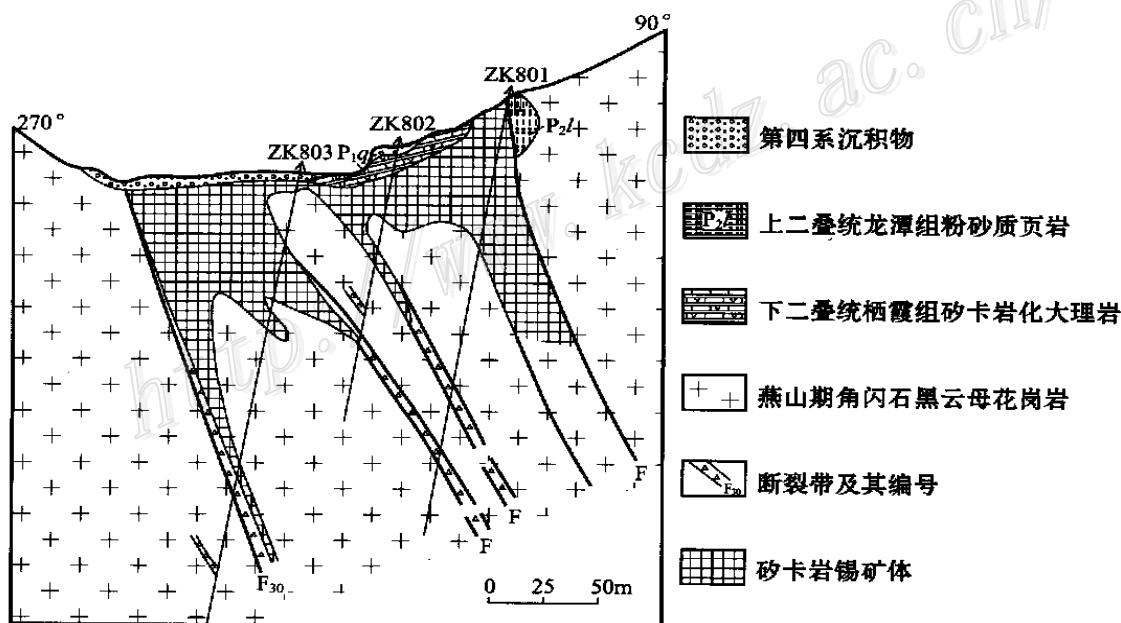 90°
270°
ZK801
ZK802
P₂l
ZK803
P₁q
F
F
F
F₃₀
0 25 50m
第四系沉积物
P₂l
上二叠统龙潭组粉砂质页岩
下二叠统栖霞组矽卡岩化大理岩
燕山期角闪石黑云母花岗岩
F₃₀
断裂带及其编号
矽卡岩锡矿体
http://www.kcdz.ac.cn/